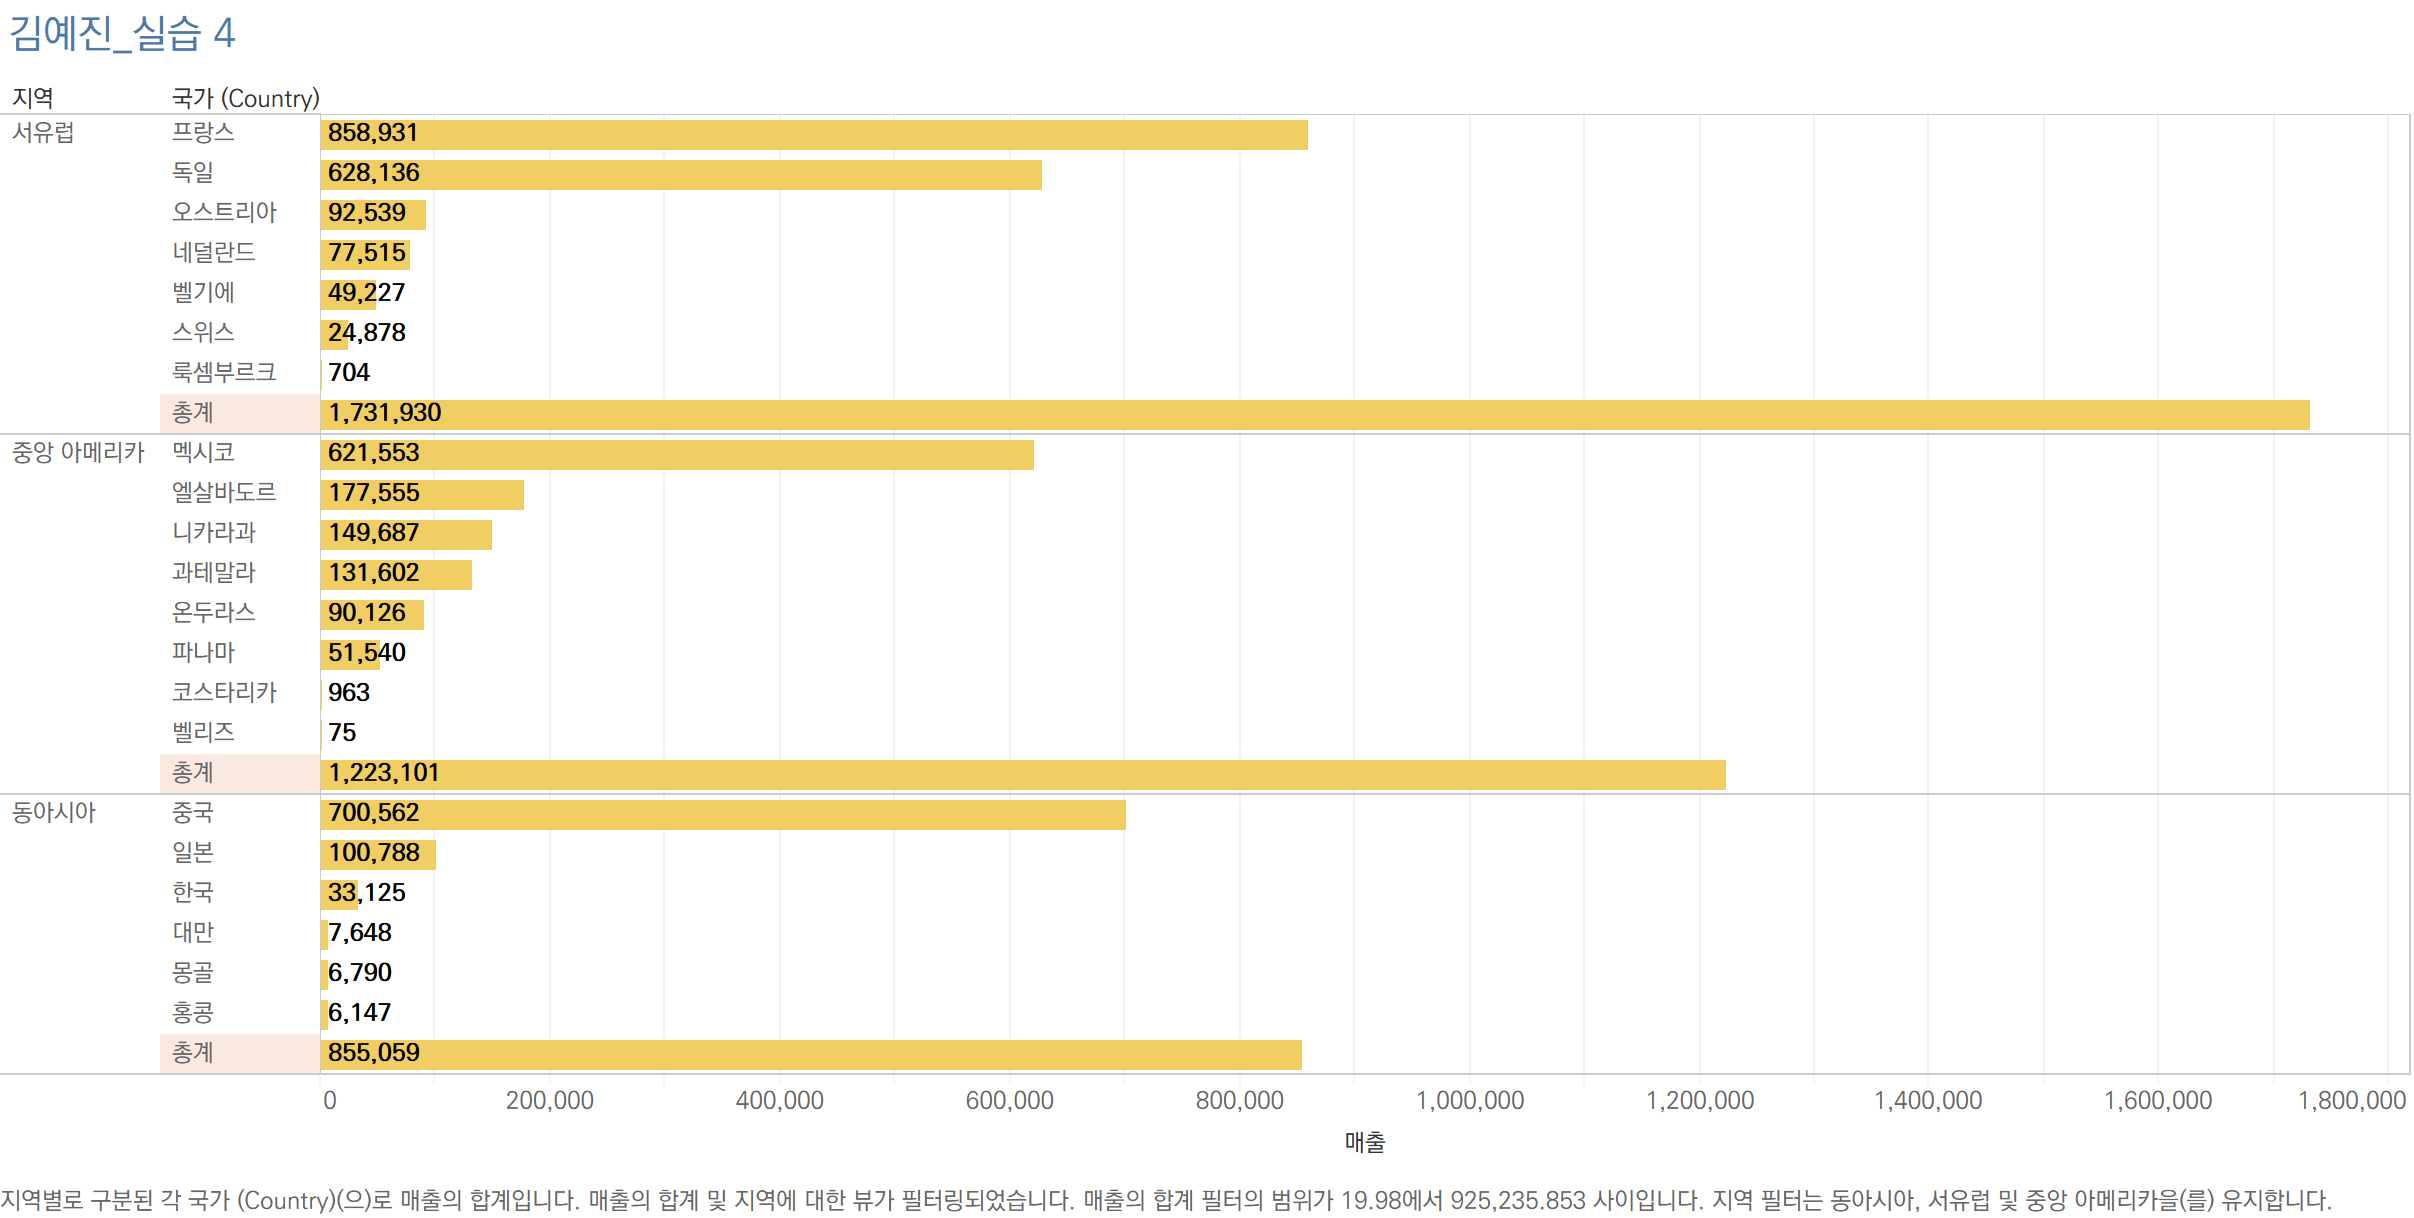 김예진_실습 4
지역 국가 (Country)
서유럽 프랑스 858,931
독일 628,136
오스트리아 92,539
네덜란드 77,515
벨기에 49,227
스위스 24,878
룩셈부르크 704
총계 1,731,930
중앙 아메리카 멕시코 621,553
엘살바도르 177,555
니카라과 149,687
과테말라 131,602
온두라스 90,126
파나마 51,540
코스타리카 963
벨리즈 75
총계 1,223,101
동아시아 중국 700,562
일본 100,788
한국 33,125
대만 7,648
몽골 6,790
홍콩 6,147
총계 855,059
0 200,000 400,000 600,000 800,000 1,000,000 1,200,000 1,400,000 1,600,000 1,800,000
매출
지역별로 구분된 각 국가 (Country)(으)로 매출의 합계입니다. 매출의 합계 및 지역에 대한 뷰가 필터링되었습니다. 매출의 합계 필터의 범위가 19.98에서 925,235.853 사이입니다. 지역 필터는 동아시아, 서유럽 및 중앙 아메리카을(를) 유지합니다.